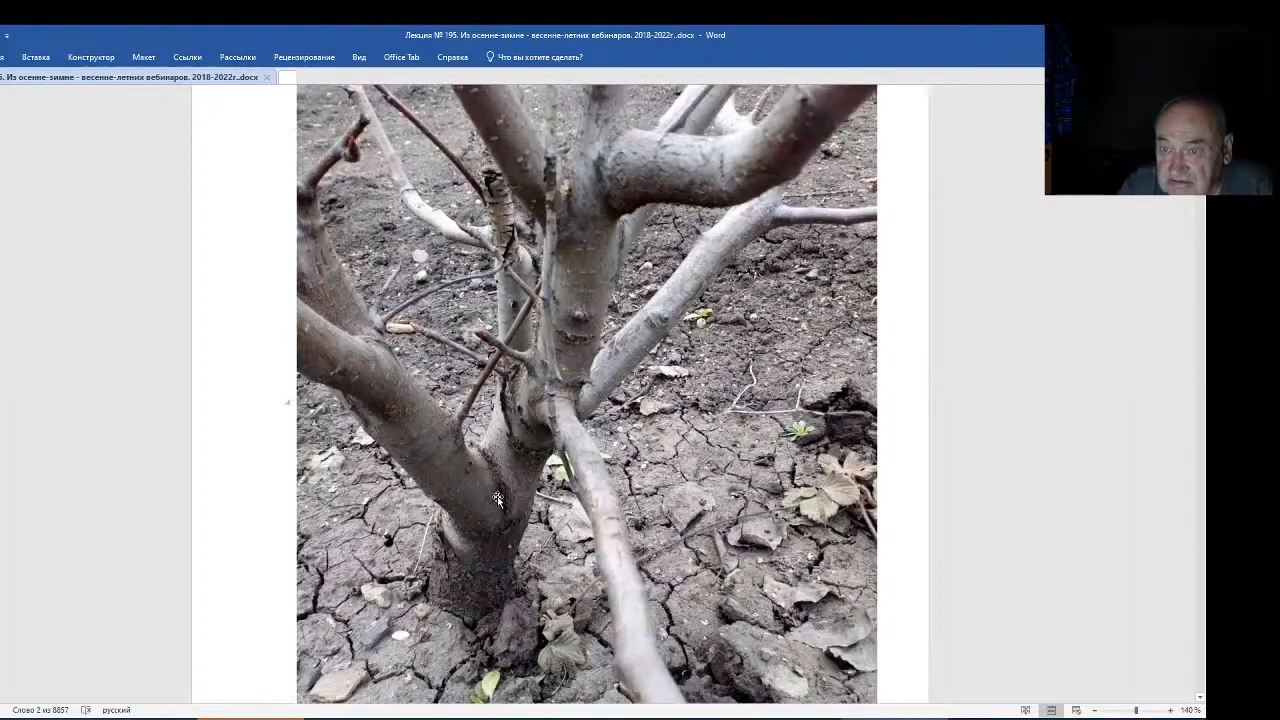 Лекция № 195. Из осенне-зимне - весенне-летних вебинаров. 2018-2022г..docx - Word
Вставка Конструктор Макет Ссылки Рассылки Рецензирование Вид Office Tab Справка Что вы хотите сделать?
5. Из осенне-зимне - весенне-летних вебинаров. 2018-2022г..docx
Слово 2 из 8857 русский 140 %